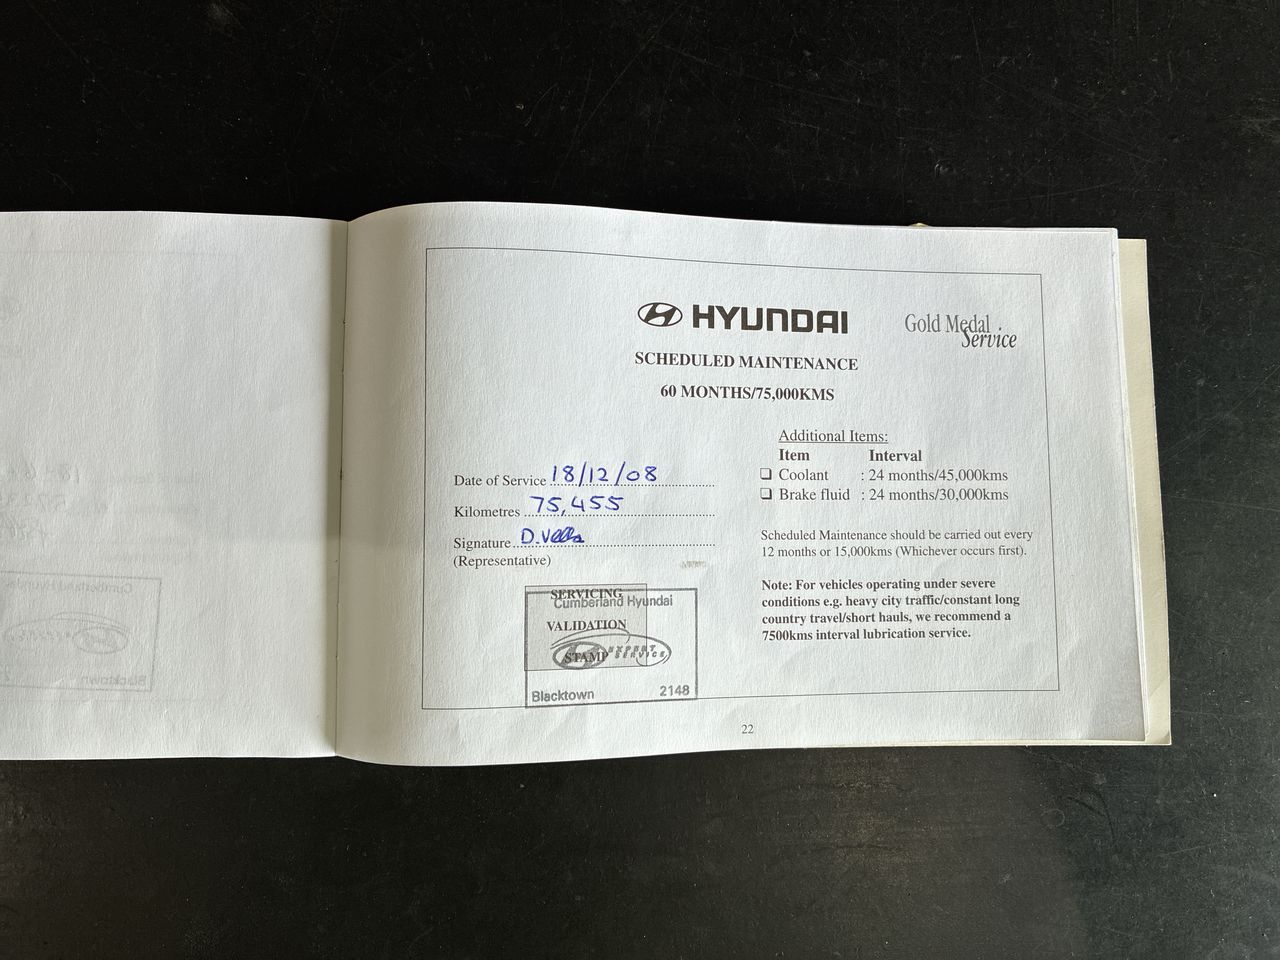 HYUNDAI
Gold Medal
Service
SCHEDULED MAINTENANCE
60 MONTHS/75,000KMS
Date of Service 18/12/08
Kilometres 75,455
Signature D.Vella
(Representative)
SERVICING
VALIDATION
STAMP
Cumberland Hyundai
EXPERT
SERVICE
Blacktown 2148
Additional Items:
Item Interval
❑ Coolant : 24 months/45,000kms
❑ Brake fluid : 24 months/30,000kms
Scheduled Maintenance should be carried out every
12 months or 15,000kms (Whichever occurs first).
Note: For vehicles operating under severe
conditions e.g. heavy city traffic/constant long
country travel/short hauls, we recommend a
7500kms interval lubrication service.
22